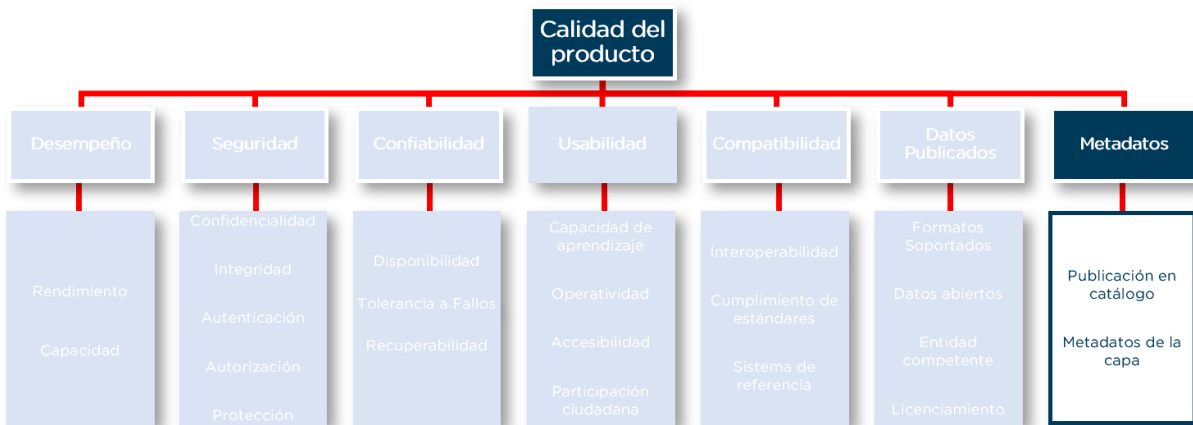 Calidad del
producto
Desempeño
Seguridad
Confiabilidad
Usabilidad
Compatibilidad
Datos
Publicados
Metadatos
Rendimiento
Capacidad
Confidencialidad
Integridad
Autenticación
Autorización
Protección
Disponibilidad
Tolerancia a Fallos
Recuperabilidad
Capacidad de
aprendizaje
Operatividad
Accesibilidad
Participación
ciudadana
Interoperabilidad
Cumplimiento de
estándares
Sistema de
referencia
Formatos
Soportados
Datos abiertos
Entidad
competente
Licenciamiento
Publicación en
catálogo
Metadatos de la
capa